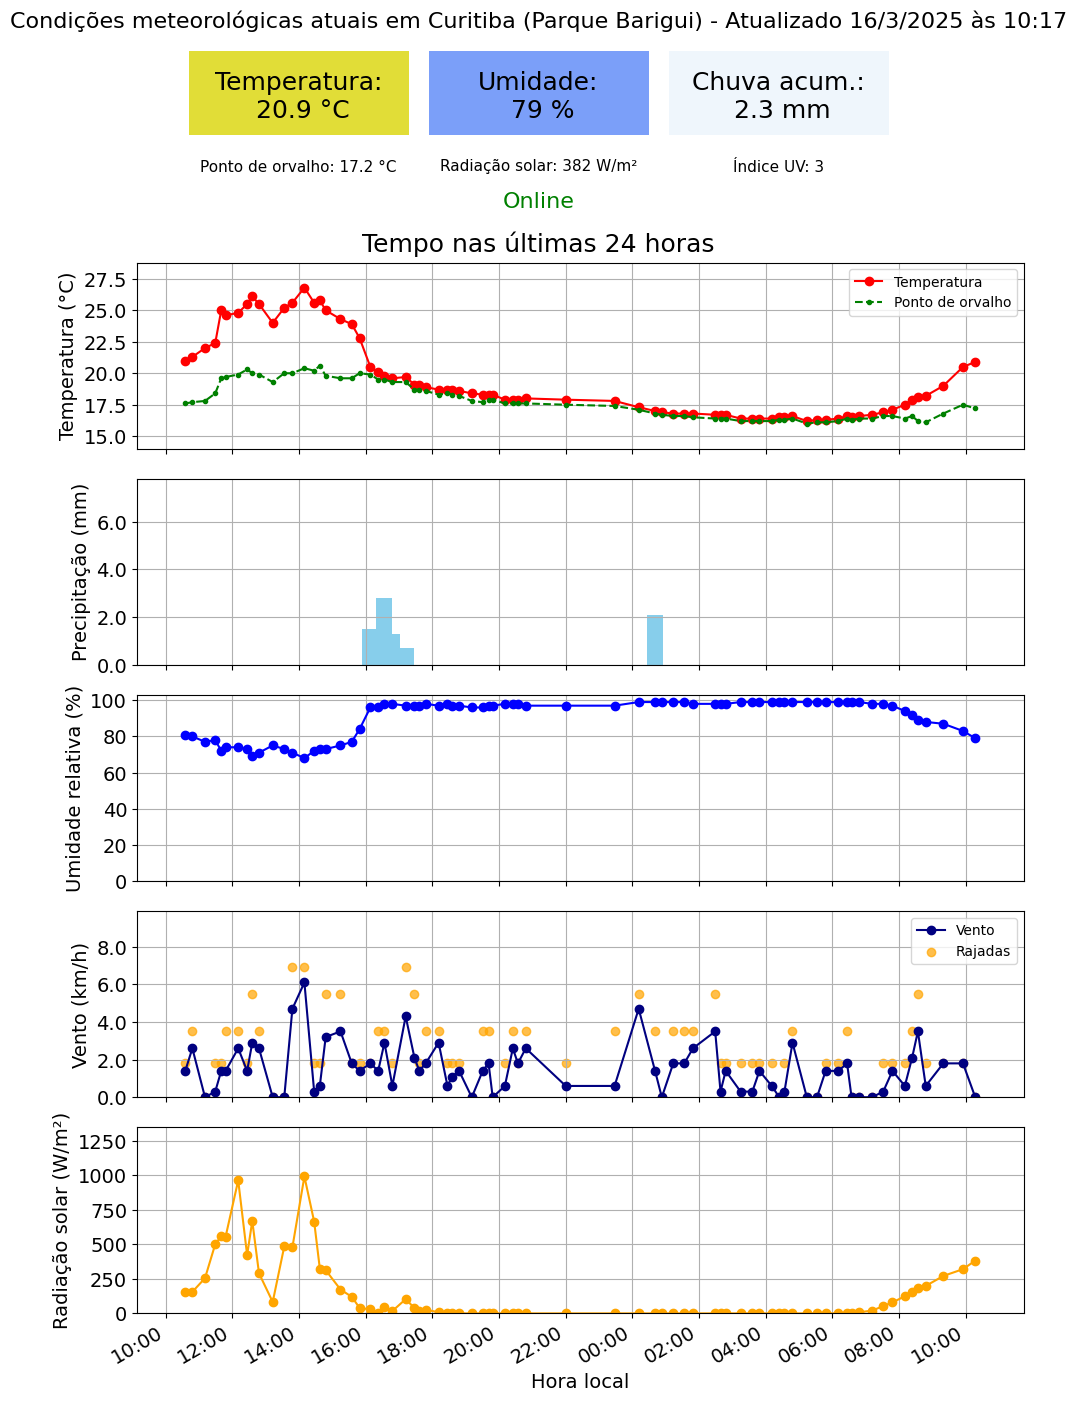 Condições meteorológicas atuais em Curitiba (Parque Barigui) - Atualizado 16/3/2025 às 10:17
Temperatura:
20.9 °C
Umidade:
79 %
Chuva acum.:
2.3 mm
Ponto de orvalho: 17.2 °C
Radiação solar: 382 W/m²
Índice UV: 3
Online
Tempo nas últimas 24 horas
Temperatura (°C)
27.5
25.0
22.5
20.0
17.5
15.0
Temperatura
Ponto de orvalho
Precipitação (mm)
6.0
4.0
2.0
0.0
Umidade relativa (%)
100
80
60
40
20
0
Vento (km/h)
8.0
6.0
4.0
2.0
0.0
Vento
Rajadas
Radiação solar (W/m²)
1250
1000
750
500
250
0
10:00
12:00
14:00
16:00
18:00
20:00
22:00
00:00
02:00
04:00
06:00
08:00
10:00
Hora local